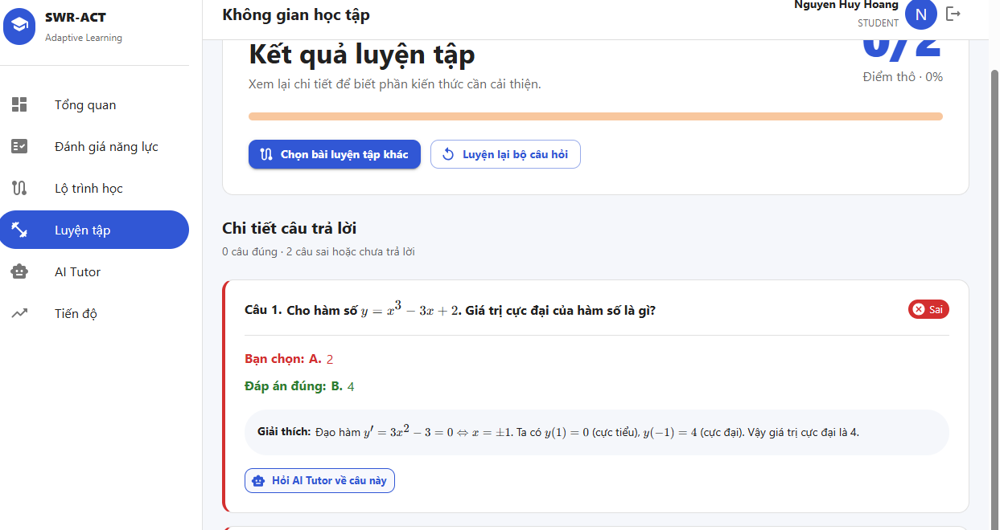 SWR-ACT
Adaptive Learning
Không gian học tập
Nguyen Huy Hoang
STUDENT
N
Tổng quan
Đánh giá năng lực
Lộ trình học
Luyện tập
AI Tutor
Tiến độ
Kết quả luyện tập
Xem lại chi tiết để biết phần kiến thức cần cải thiện.
0/2
Điểm thô · 0%
Chọn bài luyện tập khác
Luyện lại bộ câu hỏi
Chi tiết câu trả lời
0 câu đúng · 2 câu sai hoặc chưa trả lời
Câu 1. Cho hàm số y = x³ − 3x + 2. Giá trị cực đại của hàm số là gì?
Sai
Bạn chọn: A. 2
Đáp án đúng: B. 4
Giải thích: Đạo hàm y′ = 3x² − 3 = 0 ⇔ x = ±1. Ta có y(1) = 0 (cực tiểu), y(−1) = 4 (cực đại). Vậy giá trị cực đại là 4.
Hỏi AI Tutor về câu này